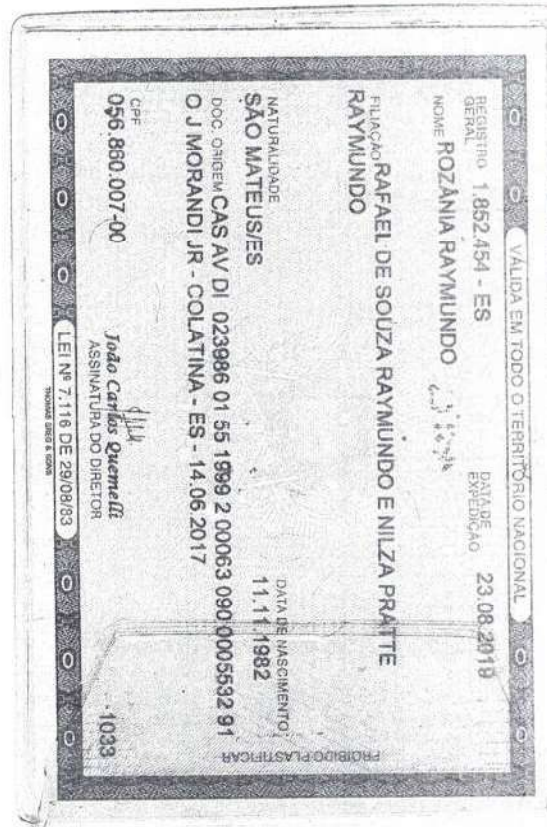 VÁLIDA EM TODO O TERRITÓRIO NACIONAL
REGISTRO GERAL 1.852.454 - ES
DATA DE EXPEDIÇÃO 23.08.2019
NOME ROZÂNIA RAYMUNDO
FILIAÇÃO RAFAEL DE SOUZA RAYMUNDO E NILZA PRATTE
RAYMUNDO
NATURALIDADE
SÃO MATEUS/ES
DATA DE NASCIMENTO
11.11.1982
DOC. ORIGEM CAS AV DI 023986 01 55 1999 2 00063 090 0005532 91
C J MORANDI JR - COLATINA - ES - 14.06.2017
CPF
056.860.007-00
João Carlos Quemelli
ASSINATURA DO DIRETOR
1033
LEI Nº 7.116 DE 29/08/83
THOMAS GREG & SONS
PROIBIDO PLASTIFICAR